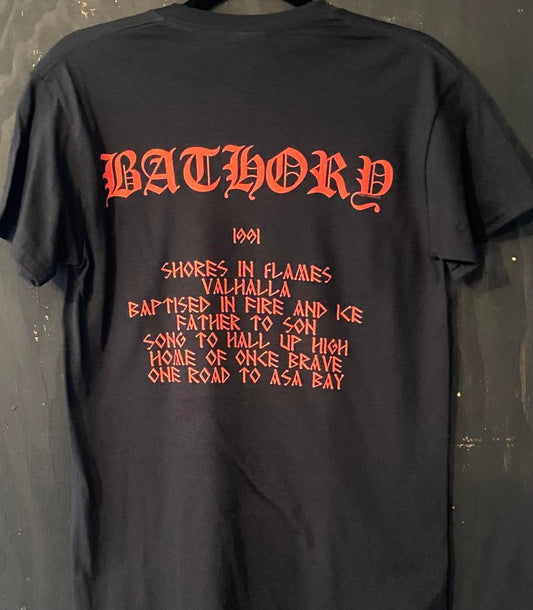 BATHORY
1991
SHORES IN FLAMES
VALHALLA
BAPTISED IN FIRE AND ICE
FATHER TO SON
SONG TO HALL UP HIGH
HOME OF ONCE BRAVE
ONE ROAD TO ASA BAY